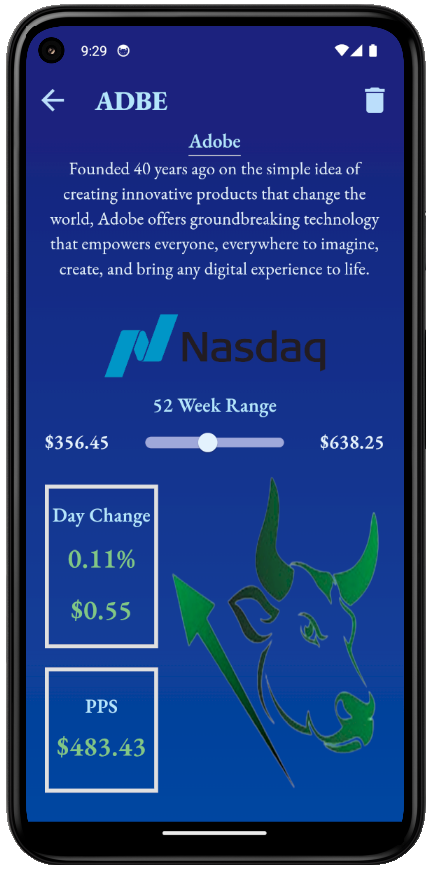 9:29
ADBE
Adobe
Founded 40 years ago on the simple idea of
creating innovative products that change the
world, Adobe offers groundbreaking technology
that empowers everyone, everywhere to imagine,
create, and bring any digital experience to life.
Nasdaq
52 Week Range
$356.45 $638.25
Day Change
0.11%
$0.55
PPS
$483.43